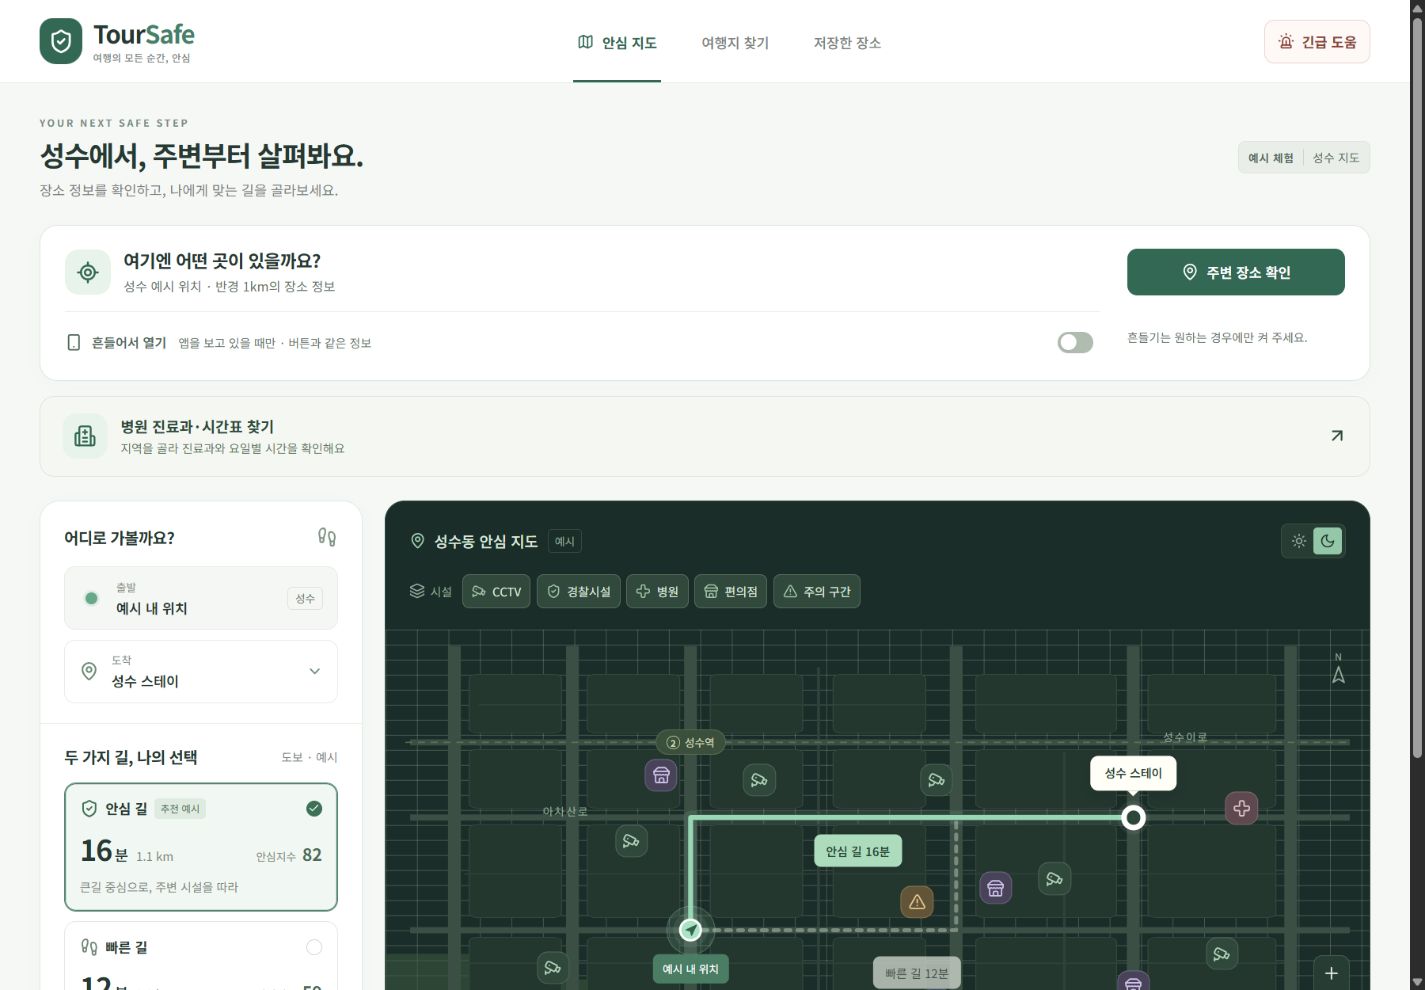 TourSafe
여행의 모든 순간, 안심
안심 지도
여행지 찾기
저장한 장소
긴급 도움
YOUR NEXT SAFE STEP
성수에서, 주변부터 살펴봐요.
장소 정보를 확인하고, 나에게 맞는 길을 골라보세요.
예시 체험 성수 지도
여기엔 어떤 곳이 있을까요?
성수 예시 위치 · 반경 1km의 장소 정보
주변 장소 확인
흔들어서 열기 앱을 보고 있을 때만 · 버튼과 같은 정보
흔들기는 원하는 경우에만 켜 주세요.
병원 진료과·시간표 찾기
지역을 골라 진료과와 요일별 시간을 확인해요
어디로 가볼까요?
출발
예시 내 위치
성수
도착
성수 스테이
두 가지 길, 나의 선택
도보 · 예시
안심 길 추천 예시
16분 1.1 km
안심지수 82
큰길 중심으로, 주변 시설을 따라
빠른 길
성수동 안심 지도 예시
시설 CCTV 경찰시설 병원 편의점 주의 구간
N
성수이로
② 성수역
성수 스테이
아차산로
안심 길 16분
예시 내 위치
빠른 길 12분
+